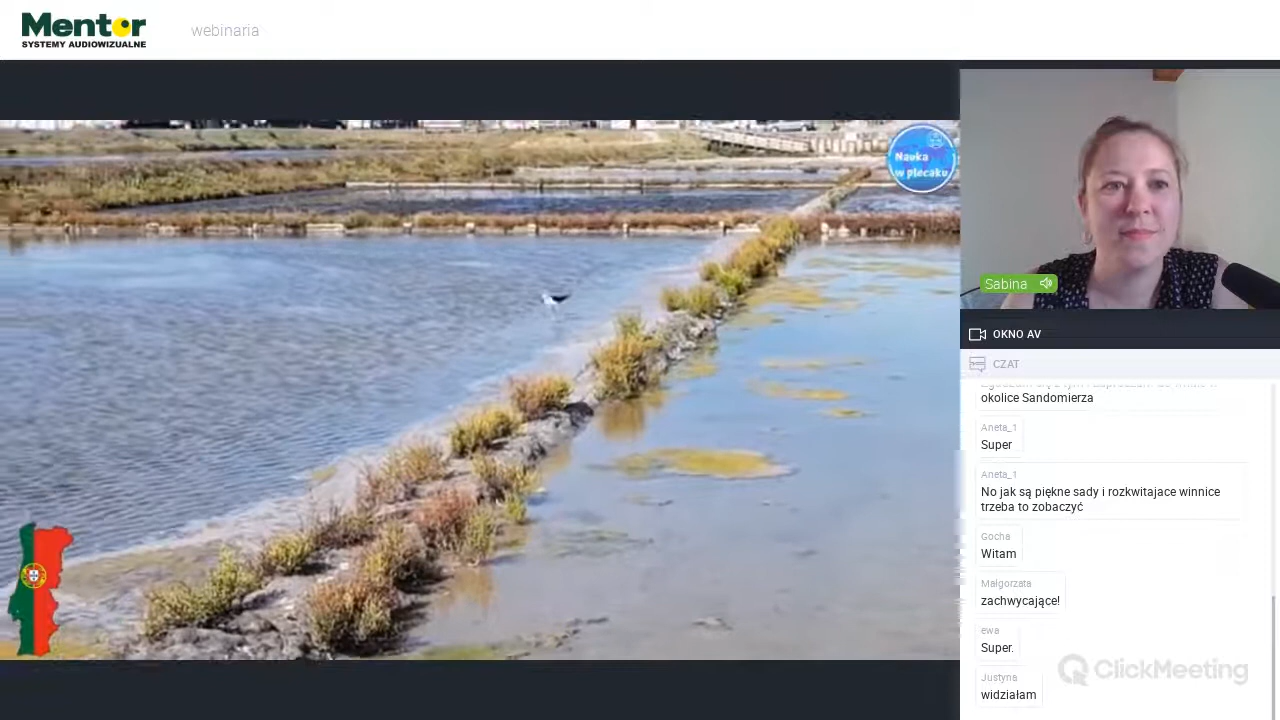 Mentor
SYSTEMY AUDIOWIZUALNE
webinaria
Nauka
w plecaku
Sabina
OKNO AV
CZAT
okolice Sandomierza
Aneta_1
Super
Aneta_1
No jak są piękne sady i rozkwitajace winnice
trzeba to zobaczyć
Gocha
Witam
Małgorzata
zachwycające!
ewa
Super.
Justyna
widziałam
ClickMeeting